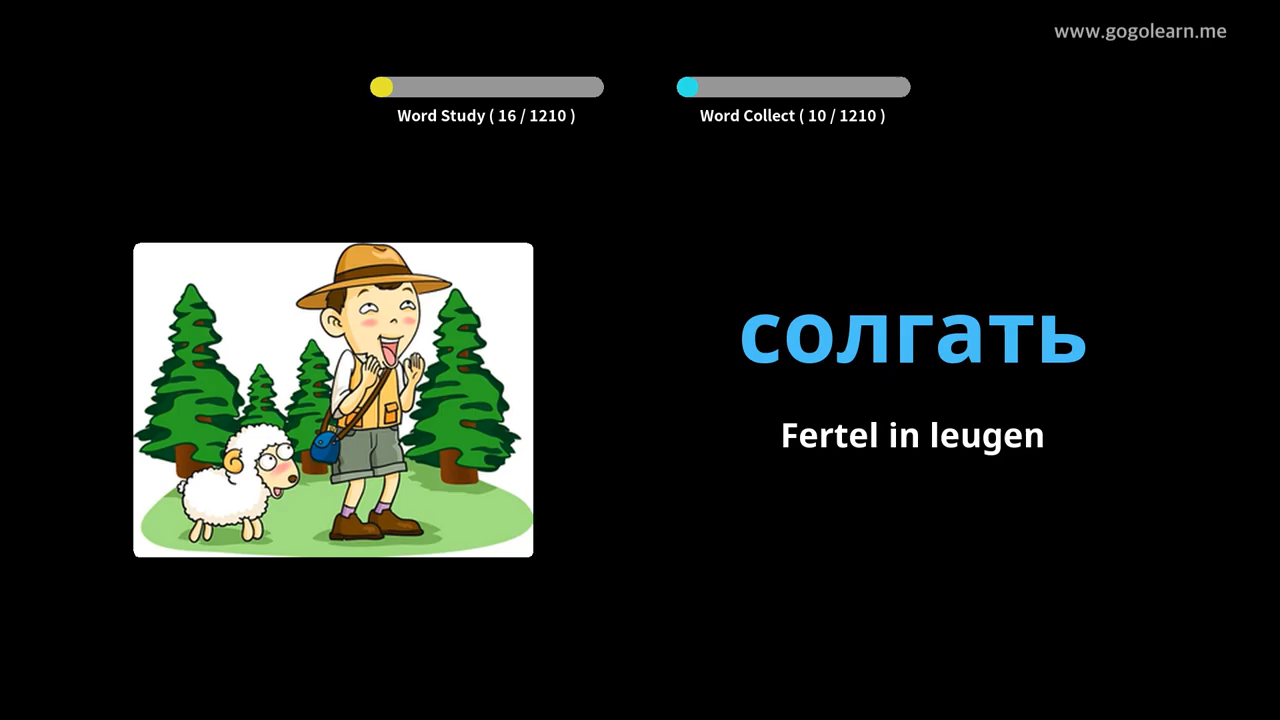 www.gogolearn.me
Word Study ( 16 / 1210 )
Word Collect ( 10 / 1210 )
солгать
Fertel in leugen